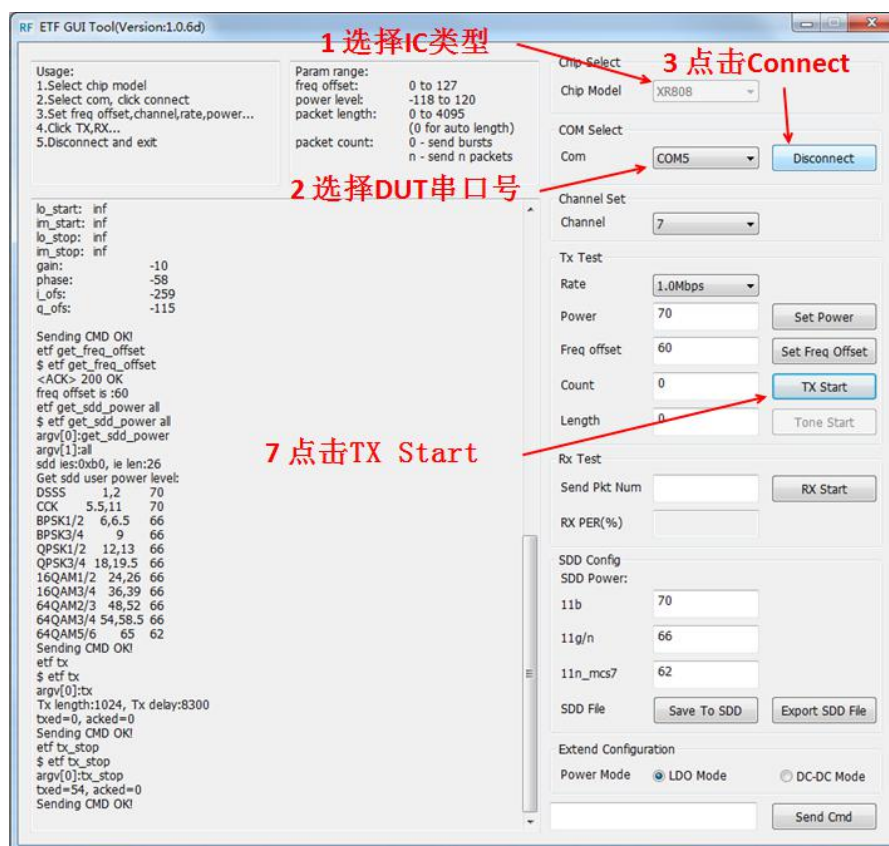 RF ETF GUI Tool(Version:1.0.6d)
1 选择IC类型
3 点击Connect
2 选择DUT串口号
7 点击TX Start
Usage:
1.Select chip model
2.Select com, click connect
3.Set freq offset,channel,rate,power...
4.Click TX,RX...
5.Disconnect and exit
Param range:
freq offset: 0 to 127
power level: -118 to 120
packet length: 0 to 4095
(0 for auto length)
packet count: 0 - send bursts
n - send n packets
lo_start: inf
im_start: inf
lo_stop: inf
im_stop: inf
gain: -10
phase: -58
i_ofs: -259
q_ofs: -115
Sending CMD OK!
etf get_freq_offset
$ etf get_freq_offset
<ACK> 200 OK
freq offset is :60
etf get_sdd_power all
$ etf get_sdd_power all
argv[0]:get_sdd_power
argv[1]:all
sdd ies:0xb0, ie len:26
Get sdd user power level:
DSSS 1,2 70
CCK 5.5,11 70
BPSK1/2 6,6.5 66
BPSK3/4 9 66
QPSK1/2 12,13 66
QPSK3/4 18,19.5 66
16QAM1/2 24,26 66
16QAM3/4 36,39 66
64QAM2/3 48,52 66
64QAM3/4 54,58.5 66
64QAM5/6 65 62
Sending CMD OK!
etf tx
$ etf tx
argv[0]:tx
Tx length:1024, Tx delay:8300
txed=0, acked=0
Sending CMD OK!
etf tx_stop
$ etf tx_stop
argv[0]:tx_stop
txed=54, acked=0
Sending CMD OK!
Chip Select
Chip Model XR808
COM Select
Com COM5 Disconnect
Channel Set
Channel 7
Tx Test
Rate 1.0Mbps
Power 70 Set Power
Freq offset 60 Set Freq Offset
Count 0 TX Start
Length 0 Tone Start
Rx Test
Send Pkt Num RX Start
RX PER(%)
SDD Config
SDD Power:
11b 70
11g/n 66
11n_mcs7 62
SDD File Save To SDD Export SDD File
Extend Configuration
Power Mode LDO Mode DC-DC Mode
Send Cmd